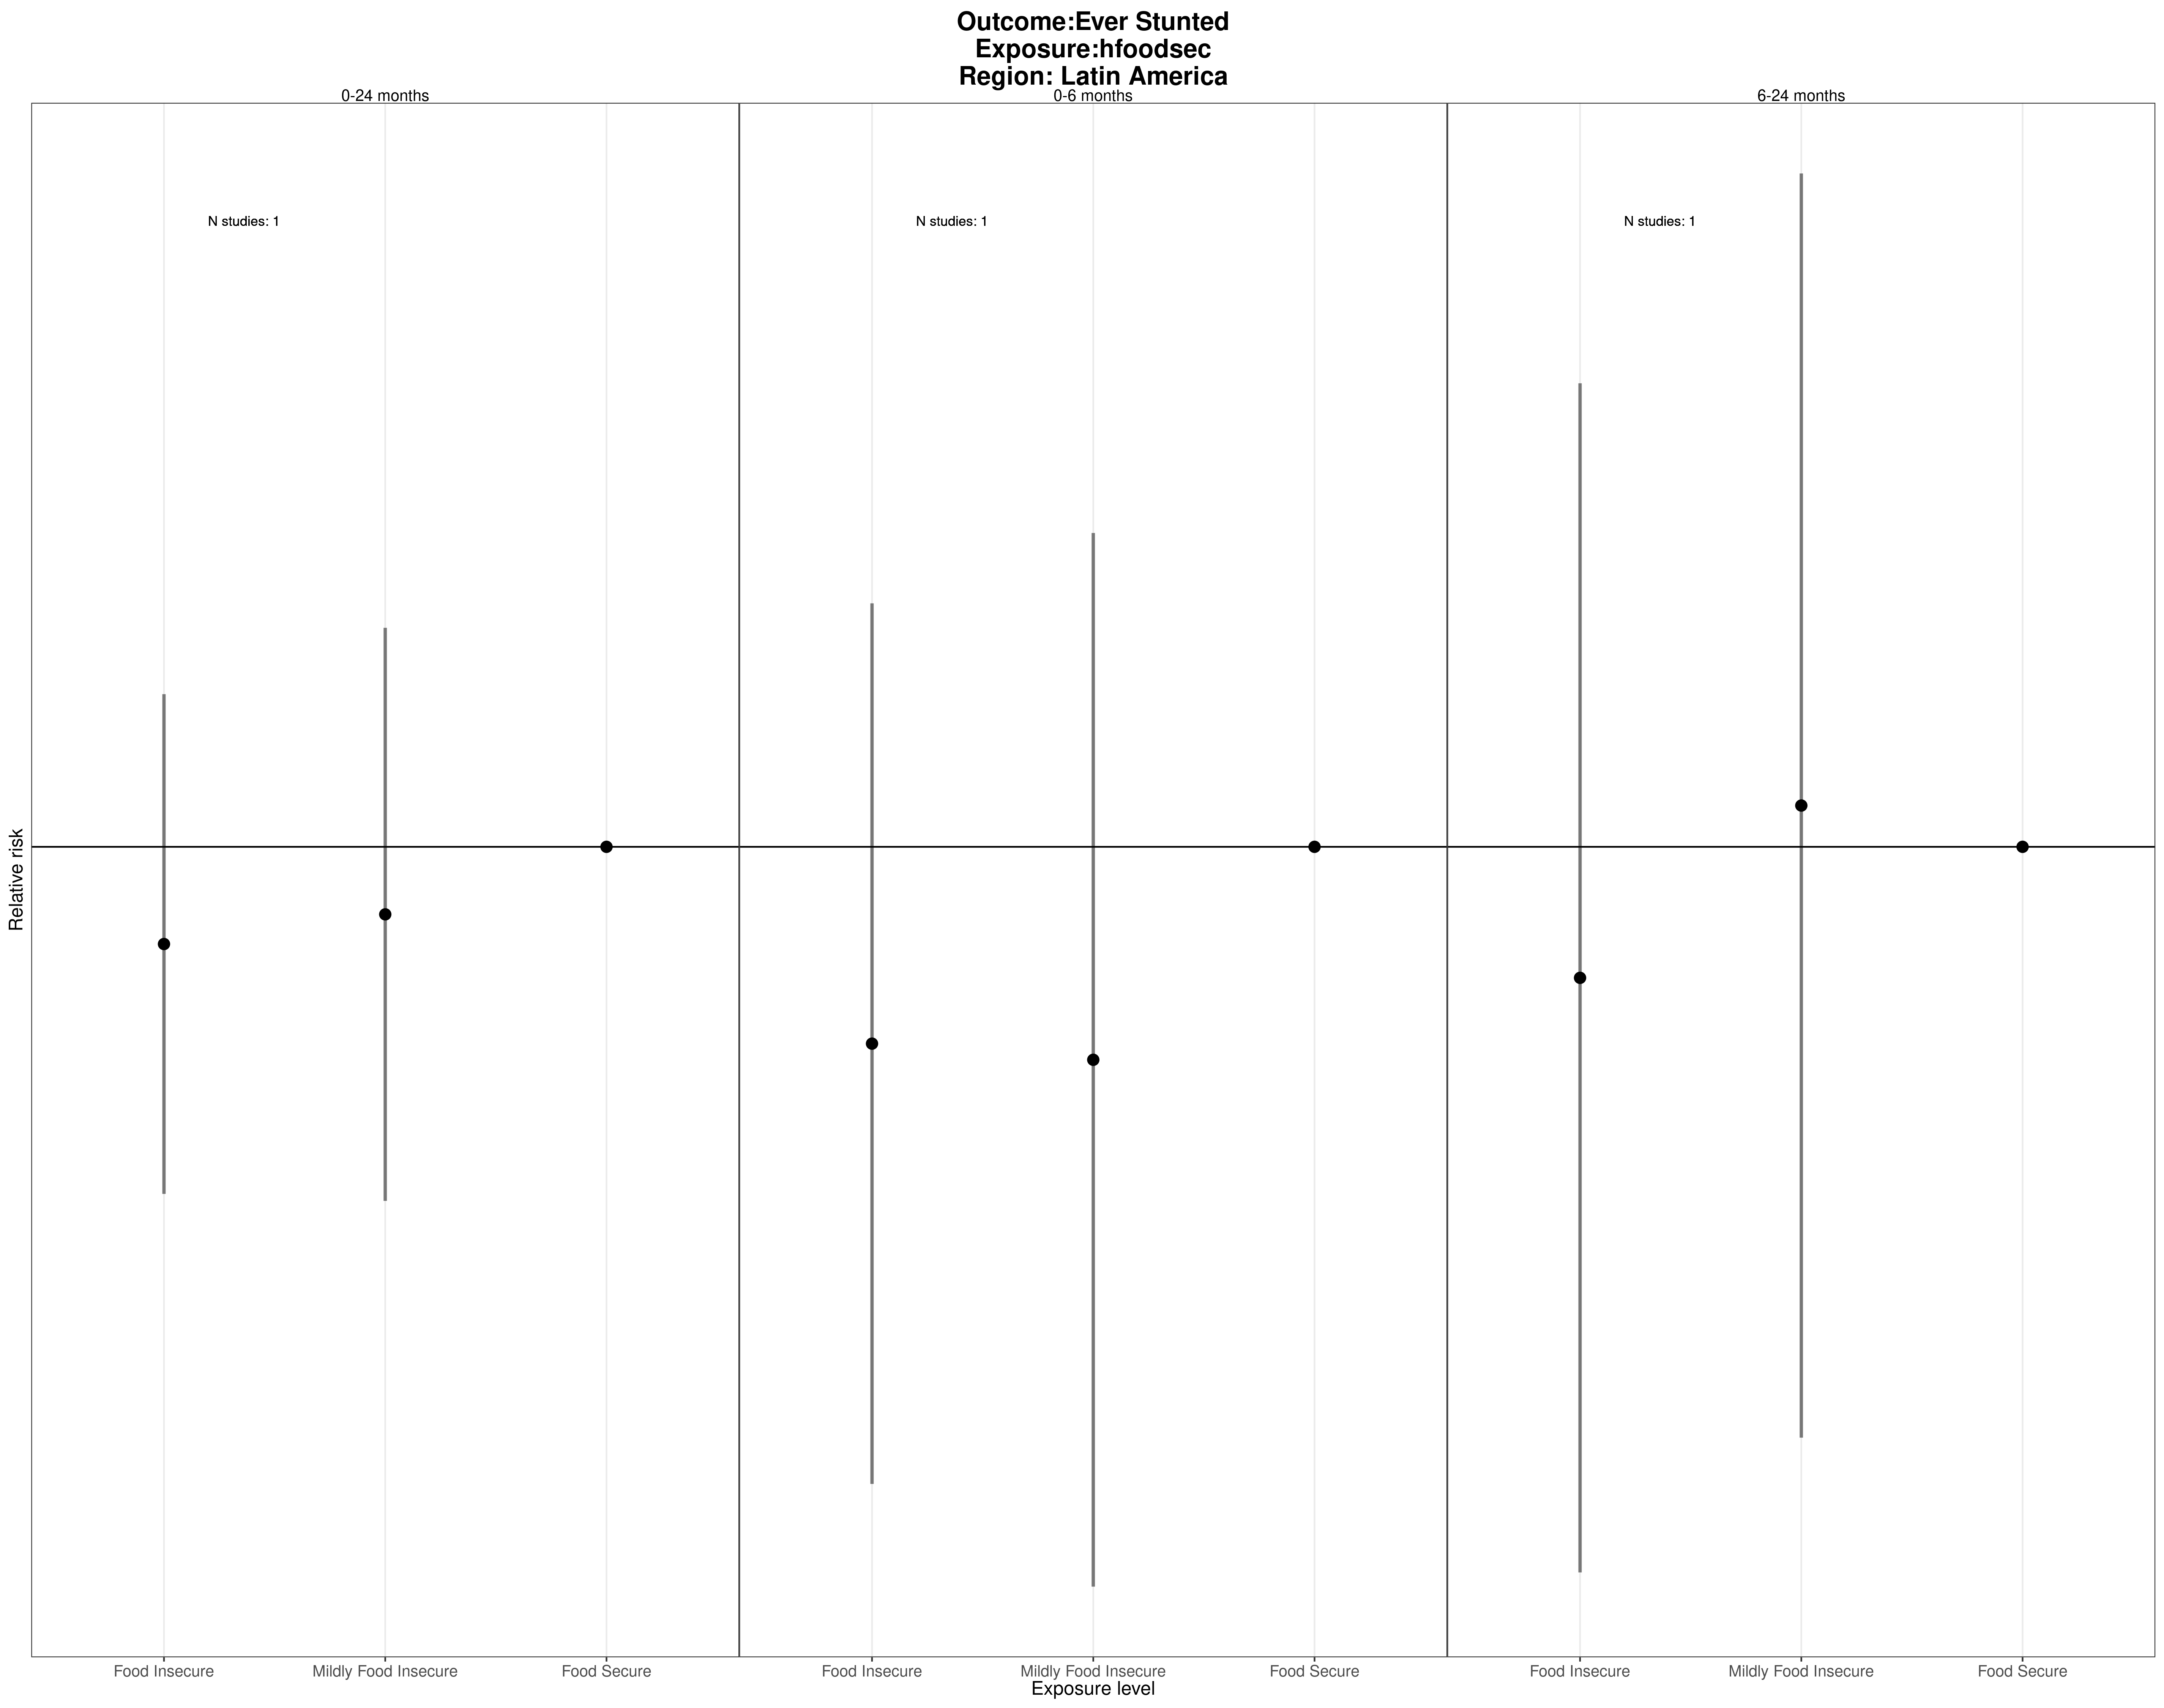 Outcome:Ever Stunted
Exposure:hfoodsec
Region: Latin America
0-24 months
0-6 months
6-24 months
N studies: 1
N studies: 1
N studies: 1
Relative risk
Food Insecure
Mildly Food Insecure
Food Secure
Food Insecure
Mildly Food Insecure
Food Secure
Food Insecure
Mildly Food Insecure
Food Secure
Exposure level